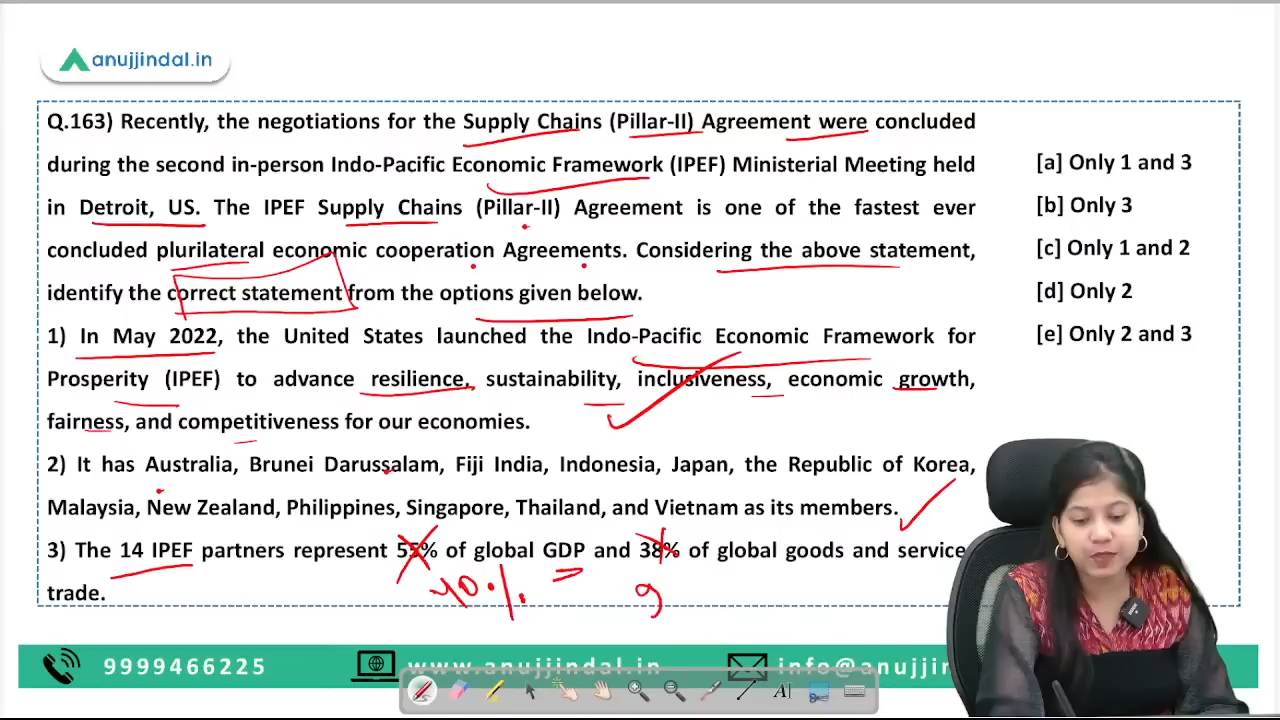 anujjindal.in
Q.163) Recently, the negotiations for the Supply Chains (Pillar-II) Agreement were concluded
during the second in-person Indo-Pacific Economic Framework (IPEF) Ministerial Meeting held
in Detroit, US. The IPEF Supply Chains (Pillar-II) Agreement is one of the fastest ever
concluded plurilateral economic cooperation Agreements. Considering the above statement,
identify the correct statement from the options given below.
1) In May 2022, the United States launched the Indo-Pacific Economic Framework for
Prosperity (IPEF) to advance resilience, sustainability, inclusiveness, economic growth,
fairness, and competitiveness for our economies.
2) It has Australia, Brunei Darussalam, Fiji India, Indonesia, Japan, the Republic of Korea,
Malaysia, New Zealand, Philippines, Singapore, Thailand, and Vietnam as its members.
3) The 14 IPEF partners represent 55% of global GDP and 38% of global goods and service
trade.
40%
[a] Only 1 and 3
[b] Only 3
[c] Only 1 and 2
[d] Only 2
[e] Only 2 and 3
9999466225
www.anujjindal.in
AI